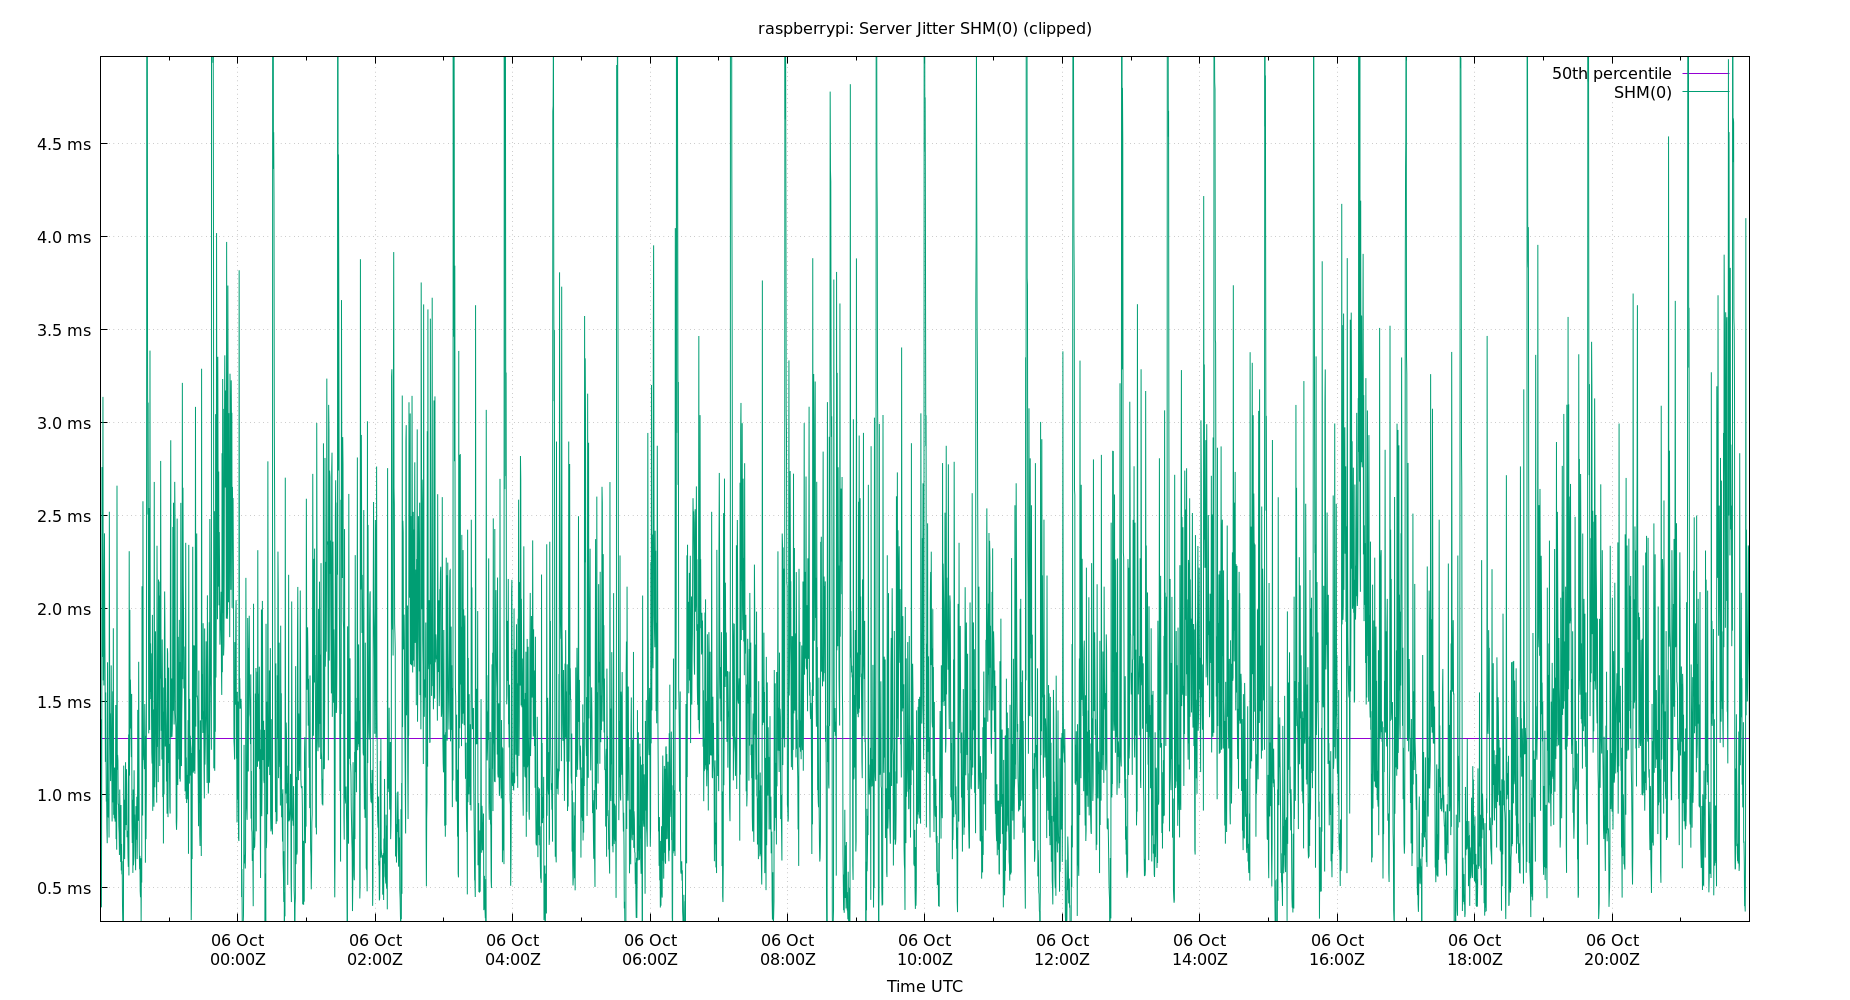 raspberrypi: Server Jitter SHM(0) (clipped)
50th percentile
SHM(0)
4.5 ms
4.0 ms
3.5 ms
3.0 ms
2.5 ms
2.0 ms
1.5 ms
1.0 ms
0.5 ms
06 Oct 06 Oct 06 Oct 06 Oct 06 Oct 06 Oct 06 Oct 06 Oct 06 Oct 06 Oct 06 Oct
00:00Z 02:00Z 04:00Z 06:00Z 08:00Z 10:00Z 12:00Z 14:00Z 16:00Z 18:00Z 20:00Z
Time UTC